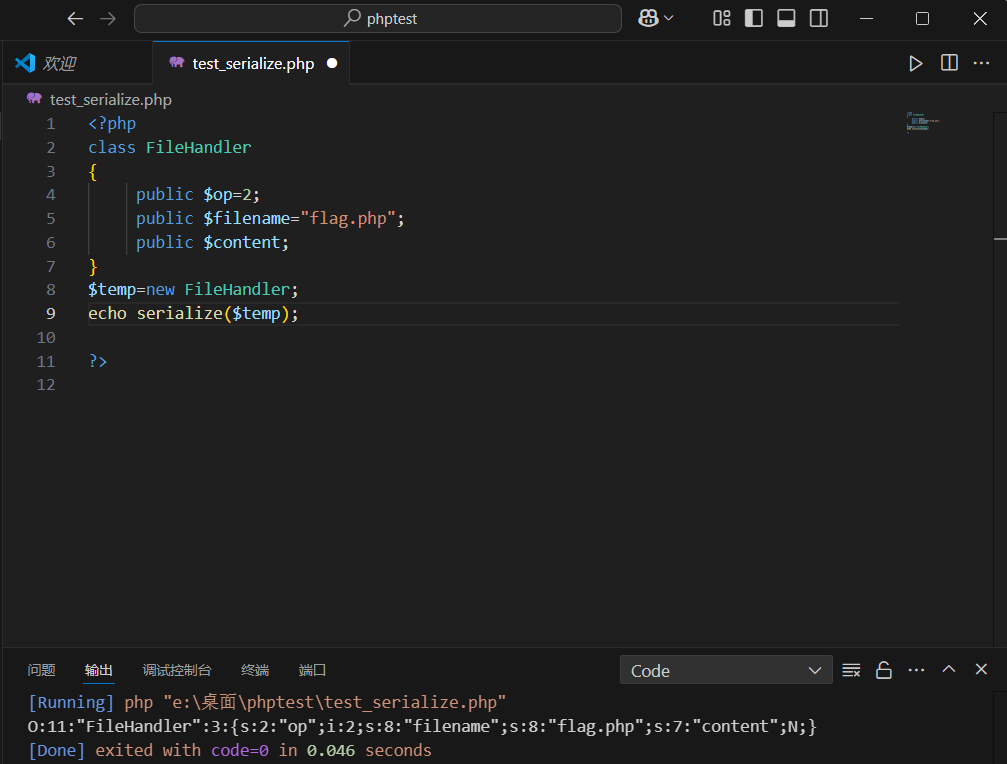 phptest
欢迎
test_serialize.php
test_serialize.php
1 <?php
2 class FileHandler
3 {
4 public $op=2;
5 public $filename="flag.php";
6 public $content;
7 }
8 $temp=new FileHandler;
9 echo serialize($temp);
10
11 ?>
12
问题 输出 调试控制台 终端 端口 Code
[Running] php "e:\桌面\phptest\test_serialize.php"
O:11:"FileHandler":3:{s:2:"op";i:2;s:8:"filename";s:8:"flag.php";s:7:"content";N;}
[Done] exited with code=0 in 0.046 seconds